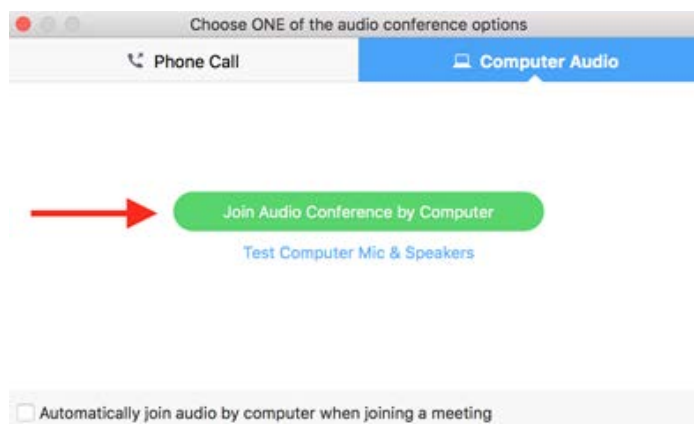 Choose ONE of the audio conference options
Phone Call
Computer Audio
Join Audio Conference by Computer
Test Computer Mic & Speakers
Automatically join audio by computer when joining a meeting